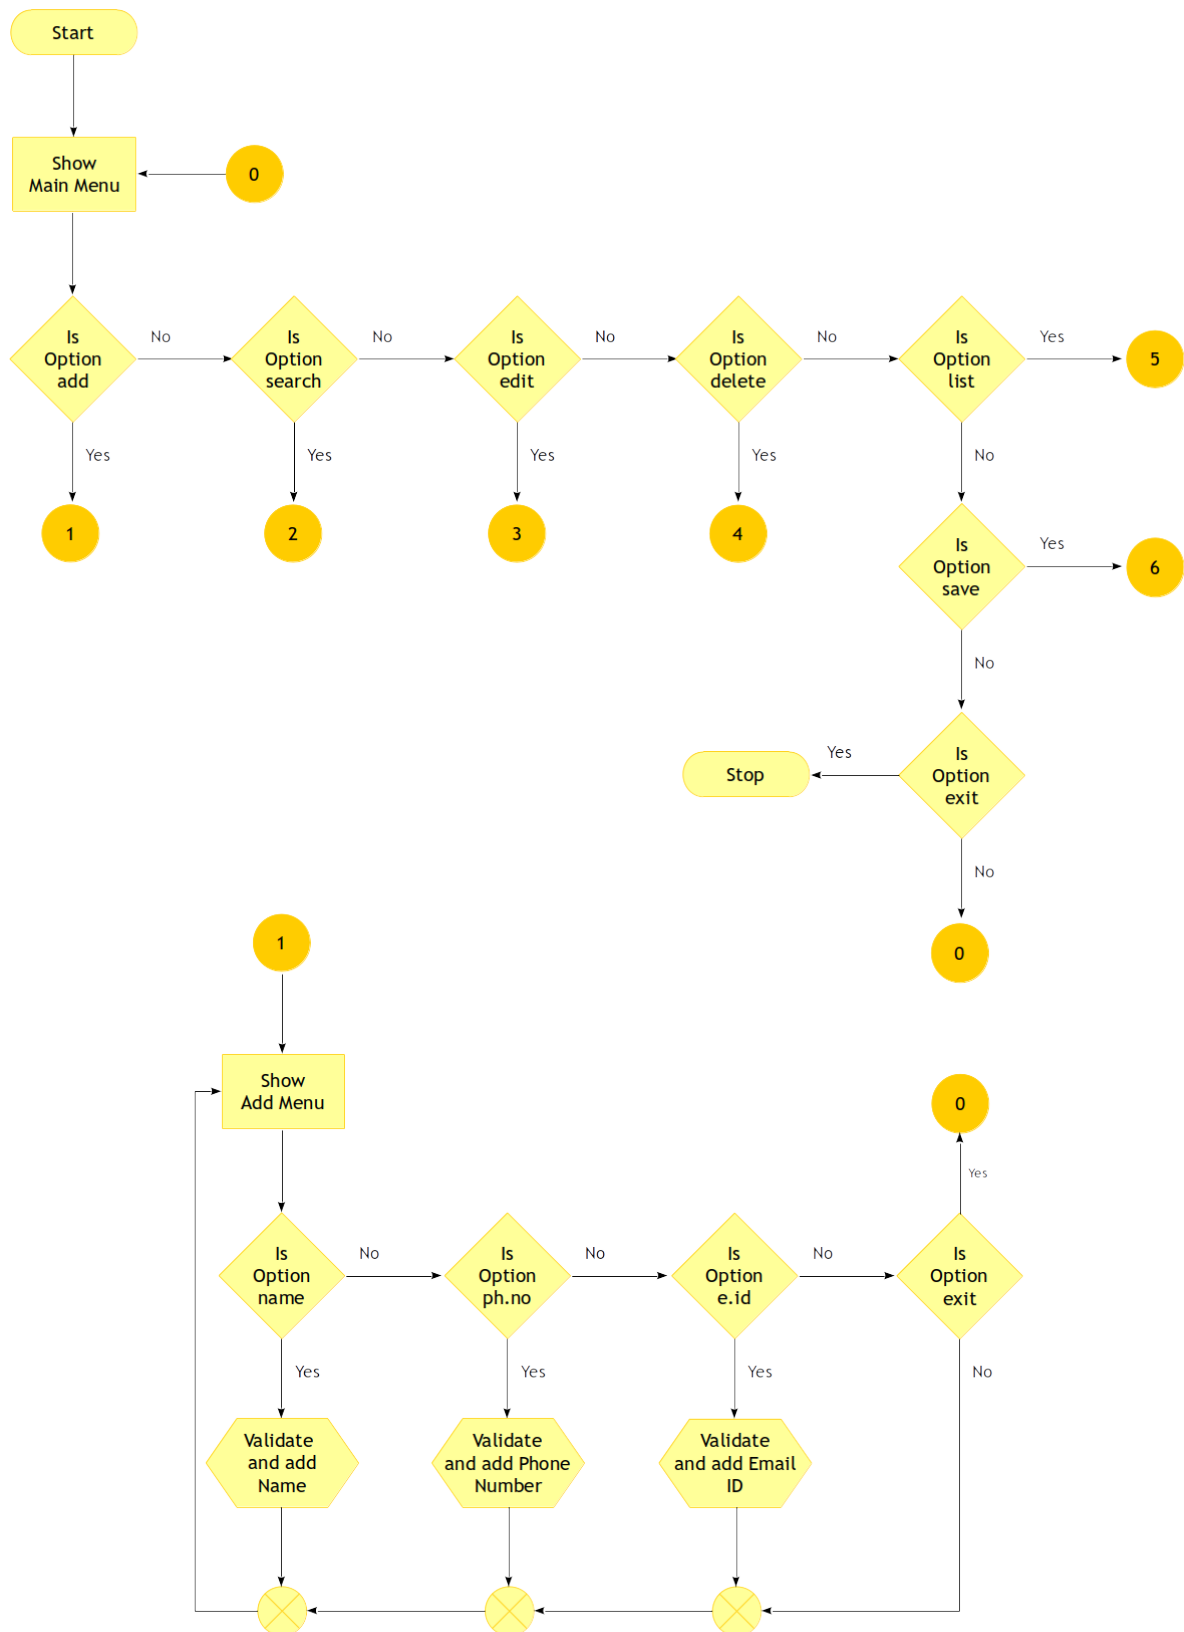 Start
Show
Main Menu
0
Is
Option
add
No
Is
Option
search
No
Is
Option
edit
No
Is
Option
delete
No
Is
Option
list
Yes
5
Yes
1
Yes
2
Yes
3
Yes
4
No
Is
Option
save
Yes
6
No
Is
Option
exit
Yes
Stop
No
0
1
Show
Add Menu
0
Yes
Is
Option
name
No
Is
Option
ph.no
No
Is
Option
e.id
No
Is
Option
exit
Yes
Yes
Yes
No
Validate
and add
Name
Validate
and add Phone
Number
Validate
and add Email
ID